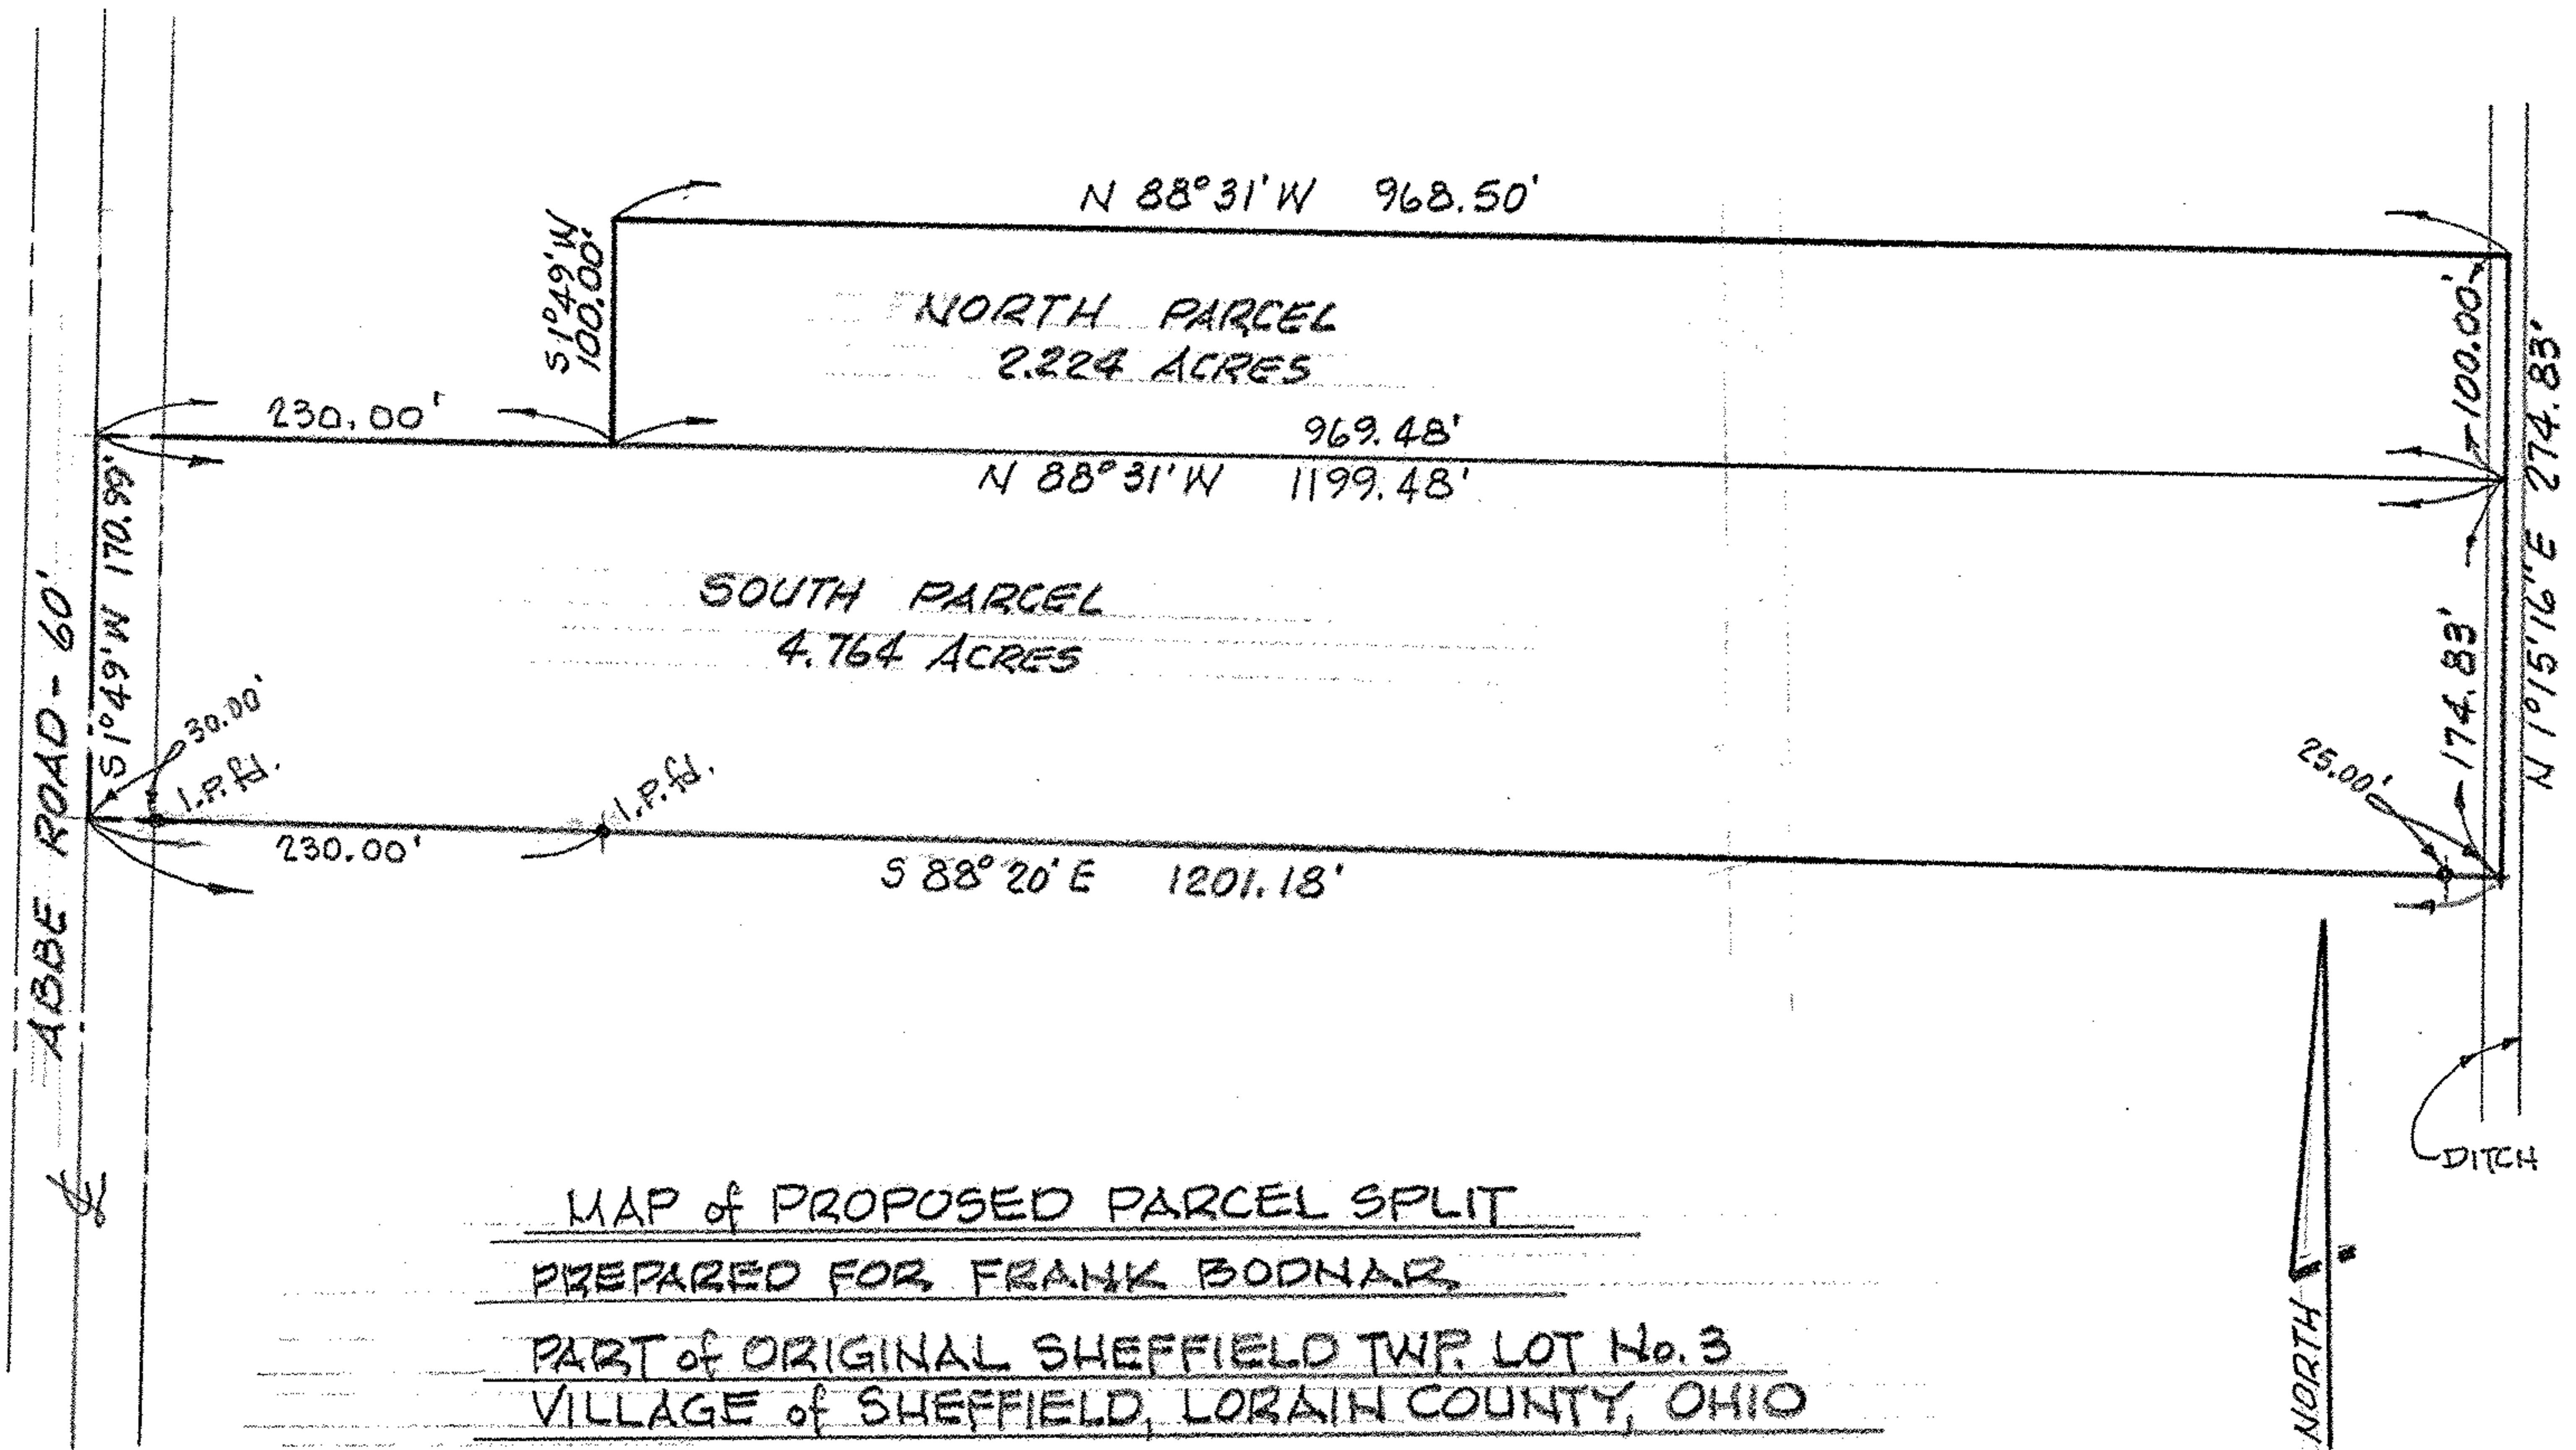 N 88°31'W 968.50'
S 1°49'W
100.00'
NORTH PARCEL
2.224 ACRES
100.00'
N 1°15'16"E 274.83'
230.00'
969.48'
N 88°31'W 1199.48'
S 1°49'W 170.99'
SOUTH PARCEL
4.764 ACRES
ABBE ROAD - 60'
30.00'
I.P. fd.
I.P. fd.
174.83'
25.00'
230.00'
S 88°20'E 1201.18'
DITCH
MAP of PROPOSED PARCEL SPLIT
PREPARED FOR FRANK BODNAR
PART of ORIGINAL SHEFFIELD TWP. LOT No. 3
VILLAGE of SHEFFIELD, LORAIN COUNTY, OHIO
NORTH